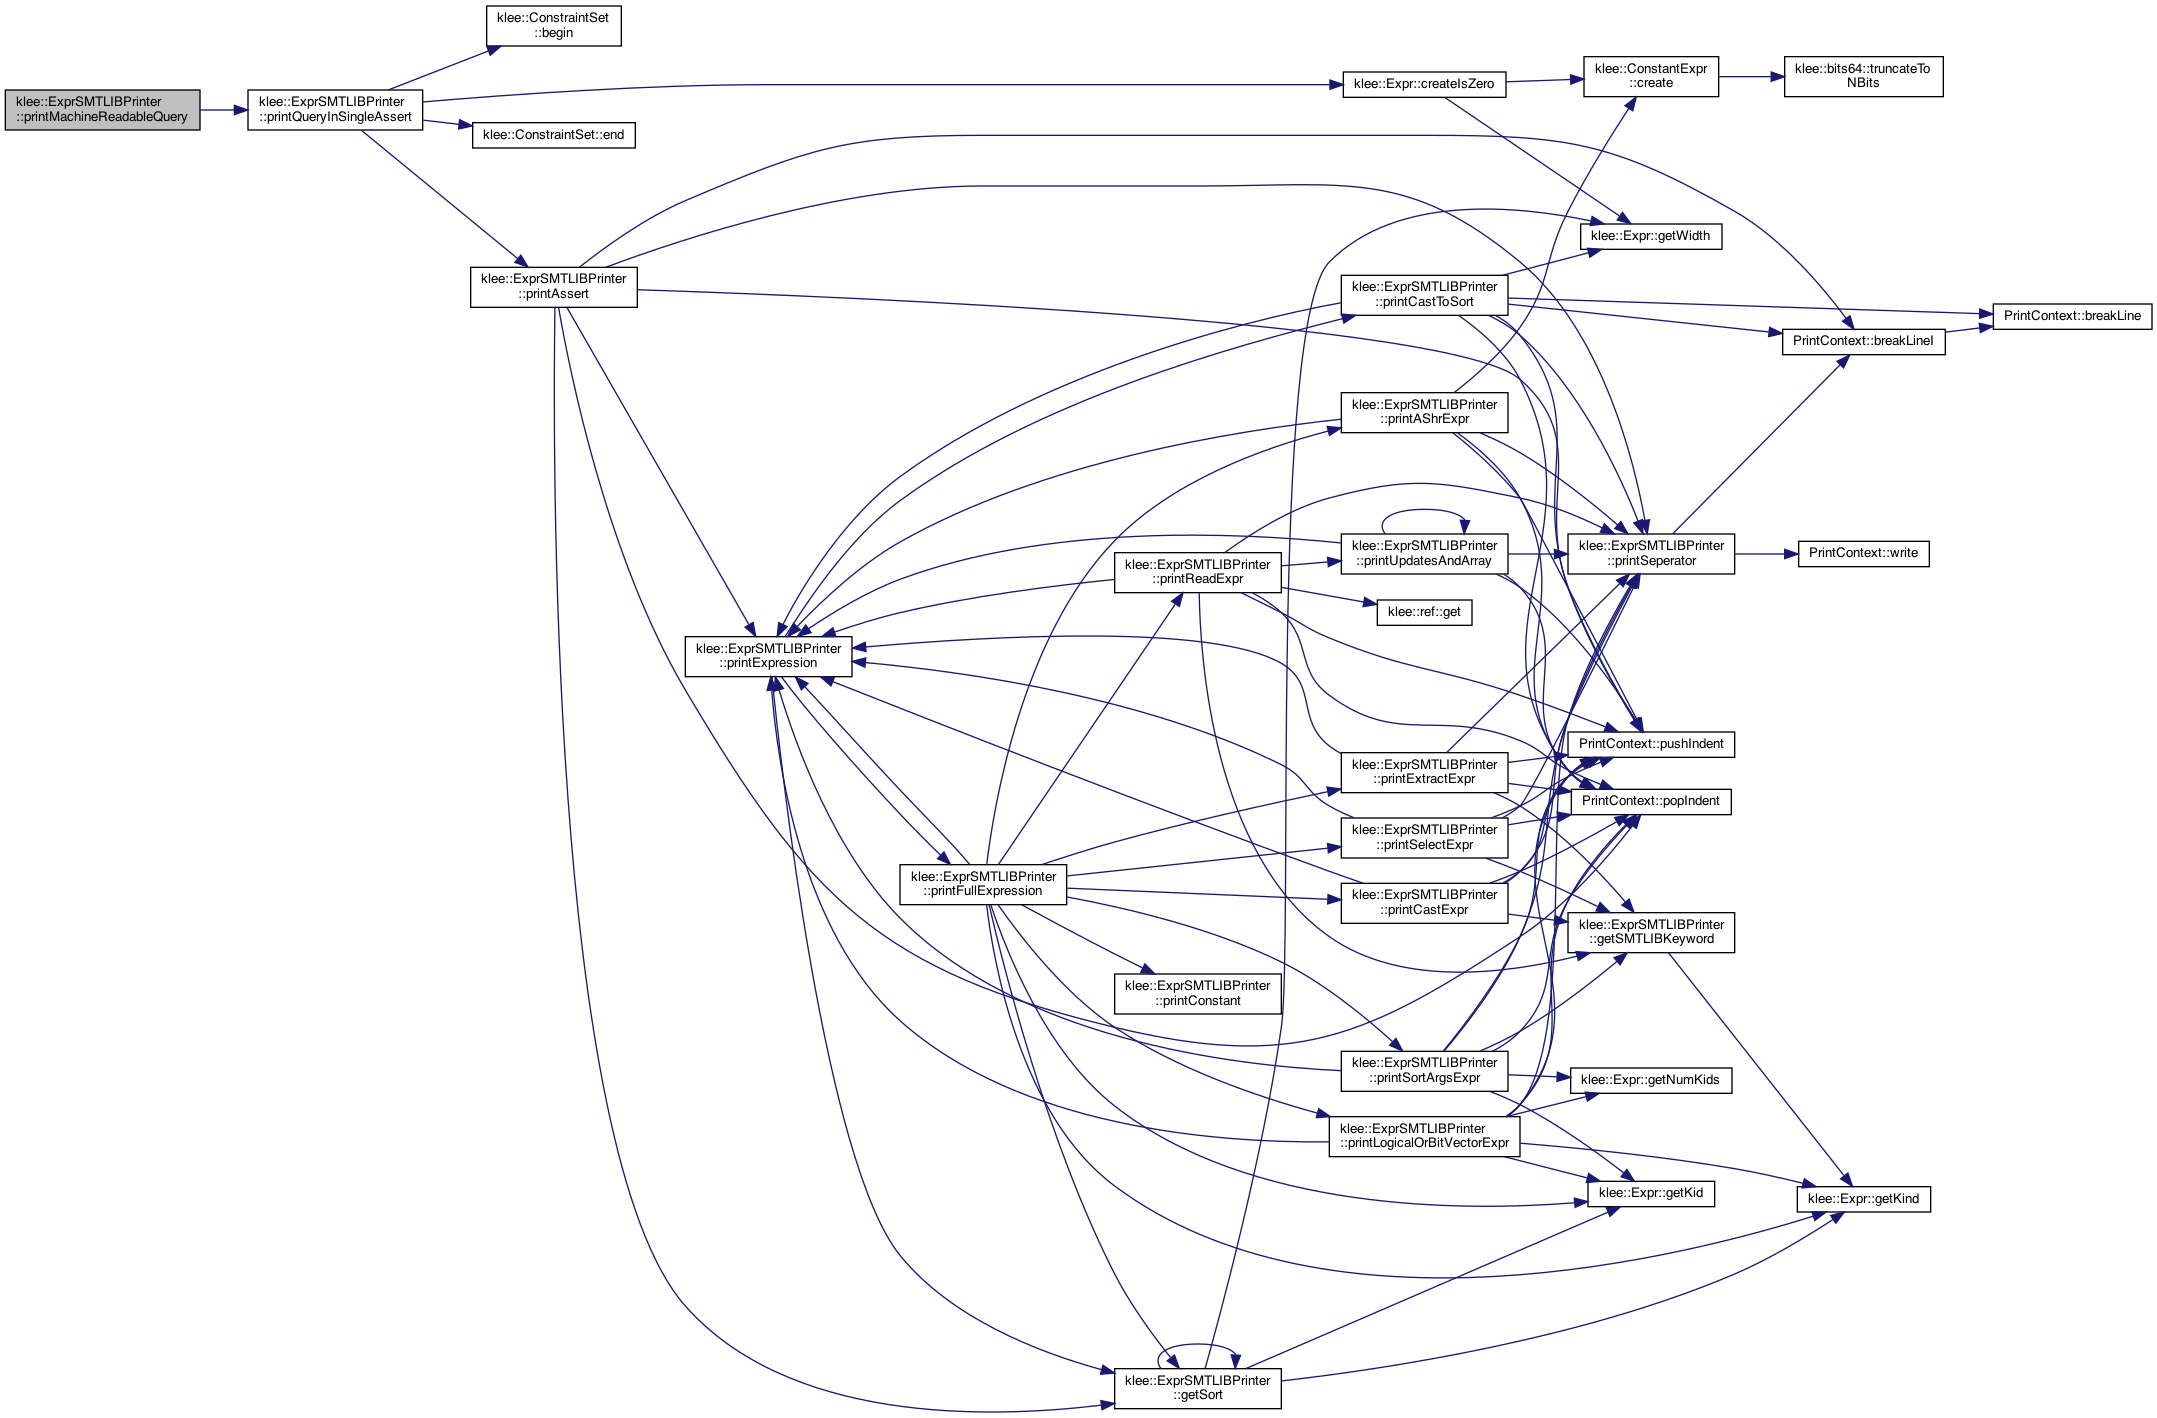 klee::ExprSMTLIBPrinter
::printMachineReadableQuery
klee::ExprSMTLIBPrinter
::printQueryInSingleAssert
klee::ConstraintSet
::begin
klee::ConstraintSet::end
klee::ExprSMTLIBPrinter
::printAssert
klee::ExprSMTLIBPrinter
::printExpression
klee::ExprSMTLIBPrinter
::printFullExpression
klee::ExprSMTLIBPrinter
::printReadExpr
klee::ExprSMTLIBPrinter
::printConstant
klee::ExprSMTLIBPrinter
::getSort
klee::Expr::createIsZero
klee::ExprSMTLIBPrinter
::printCastToSort
klee::ExprSMTLIBPrinter
::printAShrExpr
klee::ExprSMTLIBPrinter
::printUpdatesAndArray
klee::ref::get
klee::ExprSMTLIBPrinter
::printExtractExpr
klee::ExprSMTLIBPrinter
::printSelectExpr
klee::ExprSMTLIBPrinter
::printCastExpr
klee::ExprSMTLIBPrinter
::printSortArgsExpr
klee::ExprSMTLIBPrinter
::printLogicalOrBitVectorExpr
klee::ConstantExpr
::create
klee::Expr::getWidth
klee::ExprSMTLIBPrinter
::printSeperator
PrintContext::pushIndent
PrintContext::popIndent
klee::ExprSMTLIBPrinter
::getSMTLIBKeyword
klee::Expr::getNumKids
klee::Expr::getKid
klee::bits64::truncateTo
NBits
PrintContext::breakLineI
PrintContext::write
klee::Expr::getKind
PrintContext::breakLine